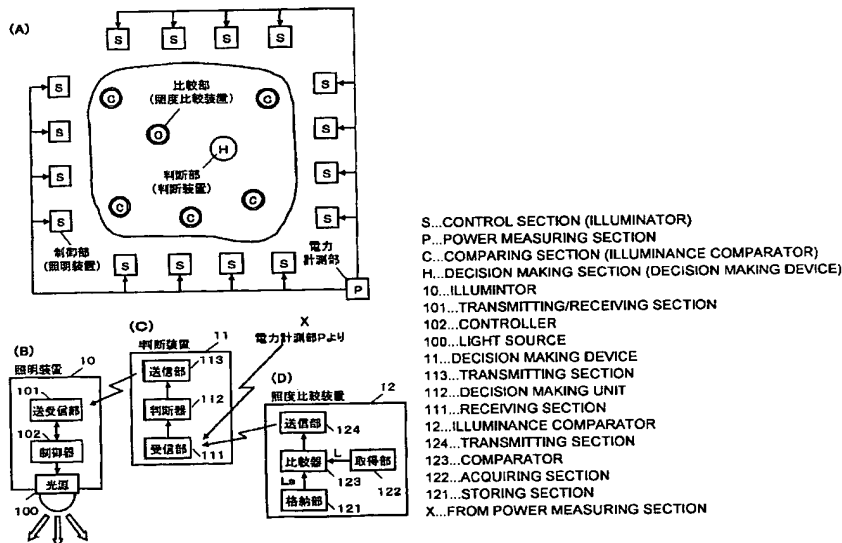 (A)
S S S S
S
S
S
S
S
S
S
S
C
C
C
C
C
C
比較部
(照度比較装置)
H
判断部
(判断装置)
制御部
(照明装置)
S S S S
電力
計測部
P
X
電力計測部Pより
(B)
照明装置
10
101
送受信部
102
制御器
光源
100
(C)
判断装置
11
送信部
113
判断器
112
受信部
111
(D)
照度比較装置
12
送信部
124
比較器
123
L
取得部
122
Ls
格納部
121
S...CONTROL SECTION (ILLUMINATOR)
P...POWER MEASURING SECTION
C...COMPARING SECTION (ILLUMINANCE COMPARATOR)
H...DECISION MAKING SECTION (DECISION MAKING DEVICE)
10...ILLUMINTOR
101...TRANSMITTING/RECEIVING SECTION
102...CONTROLLER
100...LIGHT SOURCE
11...DECISION MAKING DEVICE
113...TRANSMITTING SECTION
112...DECISION MAKING UNIT
111...RECEIVING SECTION
12...ILLUMINANCE COMPARATOR
124...TRANSMITTING SECTION
123...COMPARATOR
122...ACQUIRING SECTION
121...STORING SECTION
X...FROM POWER MEASURING SECTION